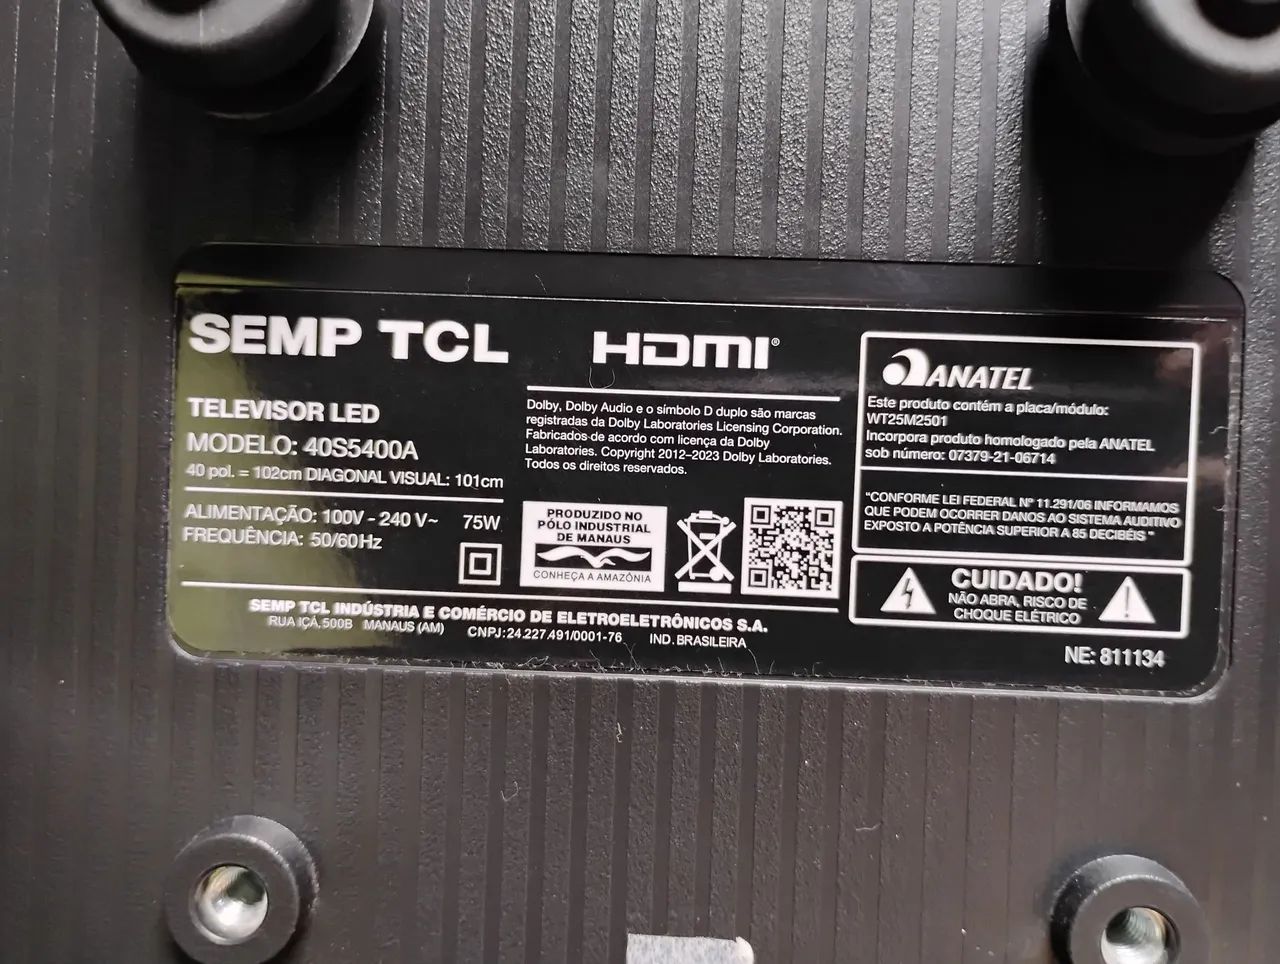 SEMP TCL
TELEVISOR LED
MODELO: 40S5400A
40 pol. = 102cm DIAGONAL VISUAL: 101cm
ALIMENTAÇÃO: 100V - 240 V~ 75W
FREQUÊNCIA: 50/60Hz
HDMI®
Dolby, Dolby Audio e o símbolo D duplo são marcas
registradas da Dolby Laboratories Licensing Corporation.
Fabricados de acordo com licença da Dolby
Laboratories. Copyright 2012–2023 Dolby Laboratories.
Todos os direitos reservados.
PRODUZIDO NO
PÓLO INDUSTRIAL
DE MANAUS
CONHEÇA A AMAZÔNIA
ANATEL
Este produto contém a placa/módulo:
WT25M2501
Incorpora produto homologado pela ANATEL
sob número: 07379-21-06714
"CONFORME LEI FEDERAL Nº 11.291/06 INFORMAMOS
QUE PODEM OCORRER DANOS AO SISTEMA AUDITIVO
EXPOSTO A POTÊNCIA SUPERIOR A 85 DECIBÉIS "
CUIDADO!
NÃO ABRA, RISCO DE
CHOQUE ELÉTRICO
SEMP TCL INDÚSTRIA E COMÉRCIO DE ELETROELETRÔNICOS S.A.
RUA IÇÁ, 500B MANAUS (AM) CNPJ: 24.227.491/0001-76 IND. BRASILEIRA
NE: 811134